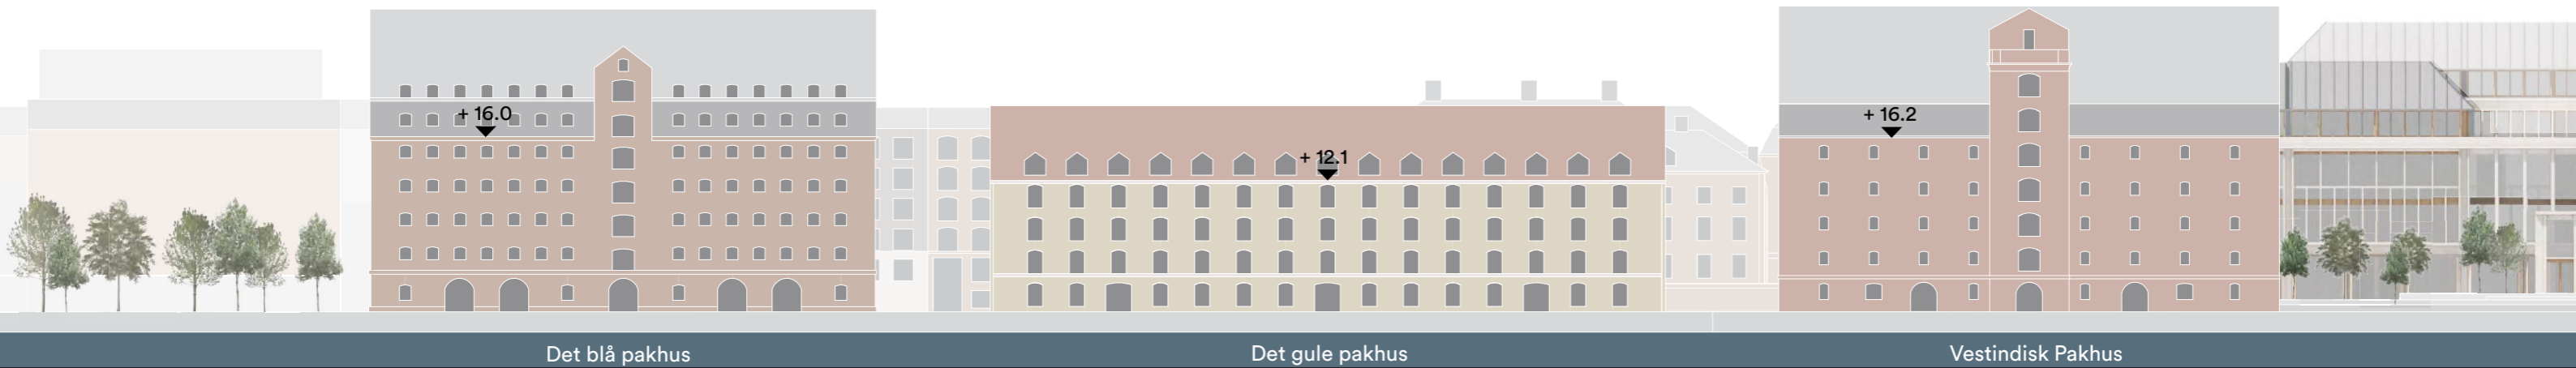 + 16.0
+ 12.1
+ 16.2
Det blå pakhus
Det gule pakhus
Vestindisk Pakhus